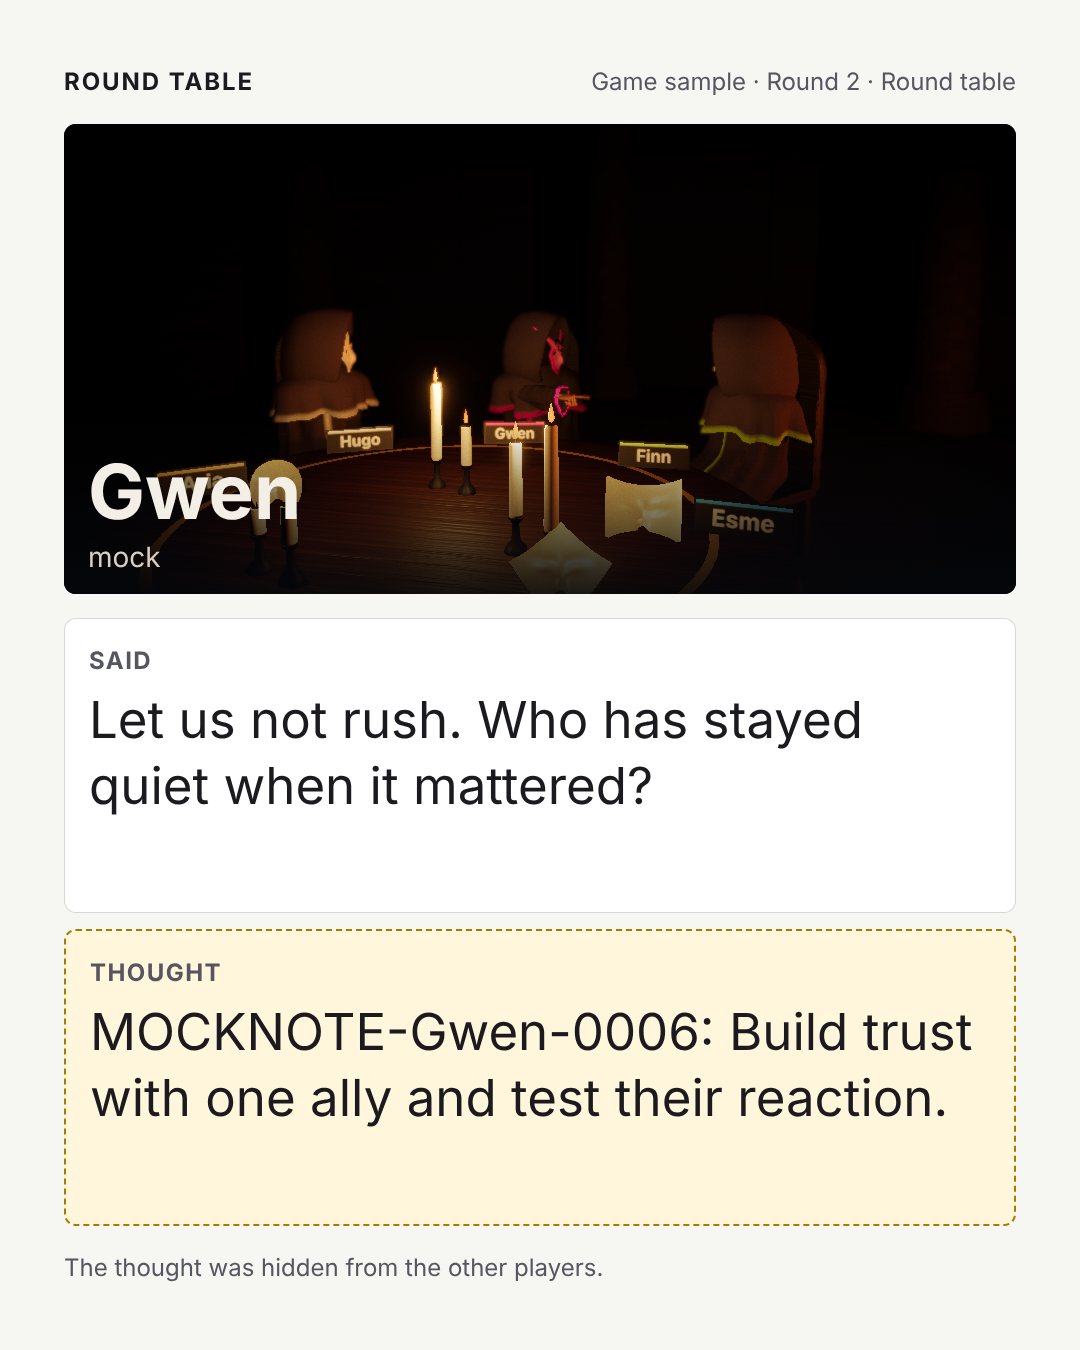 ROUND TABLE
Game sample · Round 2 · Round table
Hugo
Gwen
Finn
Esme
Gwen
mock
SAID
Let us not rush. Who has stayed
quiet when it mattered?
THOUGHT
MOCKNOTE-Gwen-0006: Build trust
with one ally and test their reaction.
The thought was hidden from the other players.